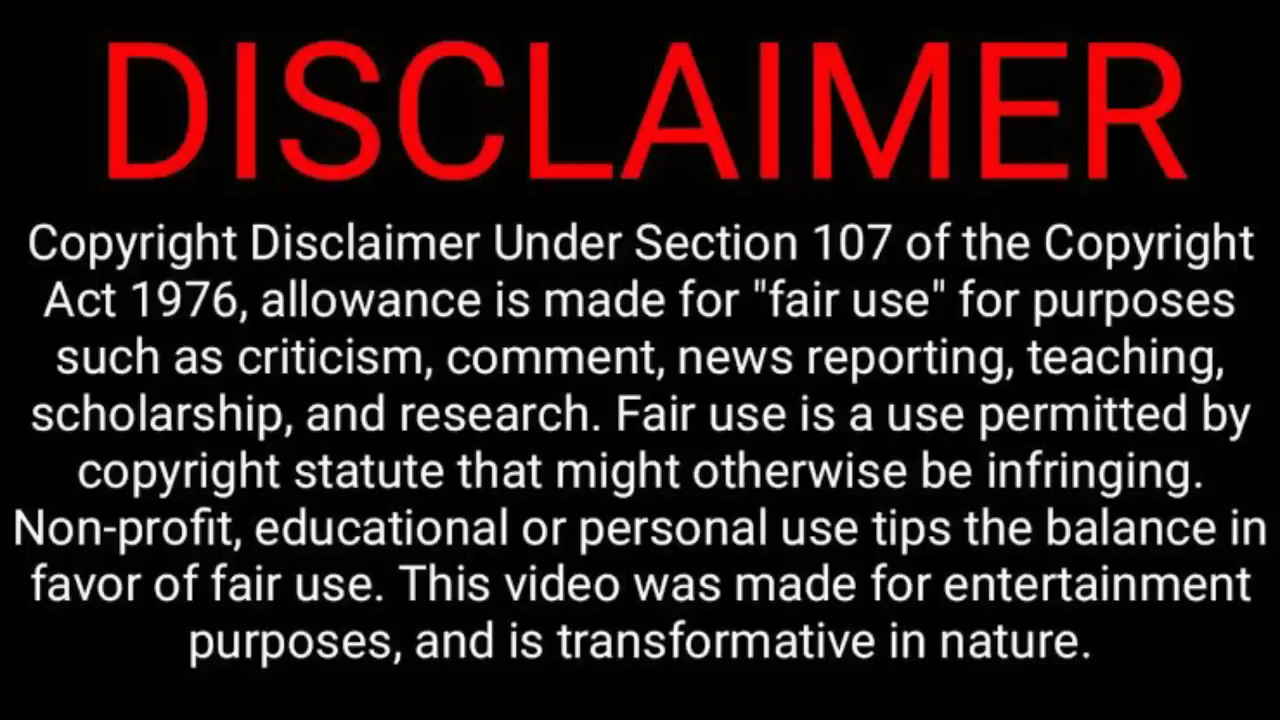 DISCLAIMER
Copyright Disclaimer Under Section 107 of the Copyright
Act 1976, allowance is made for "fair use" for purposes
such as criticism, comment, news reporting, teaching,
scholarship, and research. Fair use is a use permitted by
copyright statute that might otherwise be infringing.
Non-profit, educational or personal use tips the balance in
favor of fair use. This video was made for entertainment
purposes, and is transformative in nature.